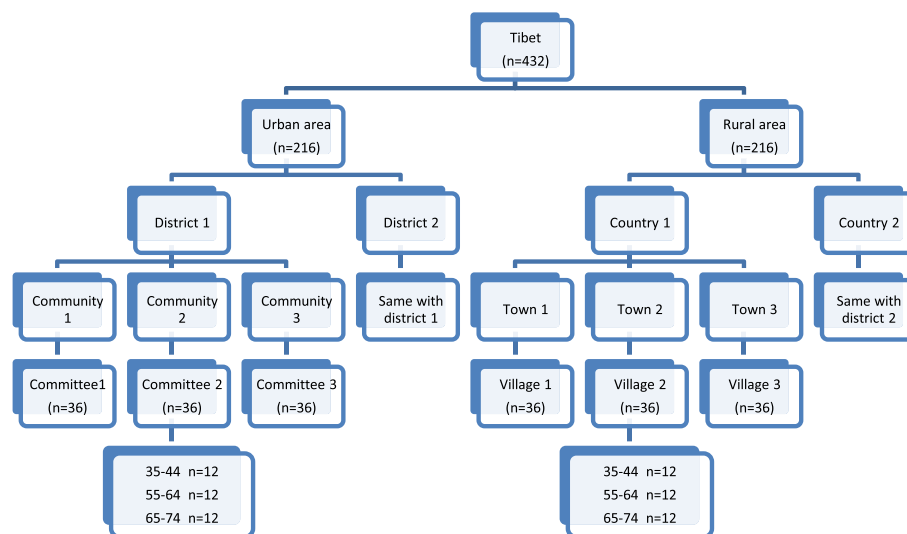 Tibet
(n=432)
Urban area
(n=216)
Rural area
(n=216)
District 1
District 2
Country 1
Country 2
Community
1
Community
2
Community
3
Same with
district 1
Town 1
Town 2
Town 3
Same with
district 2
Committee1
(n=36)
Committee 2
(n=36)
Committee 3
(n=36)
Village 1
(n=36)
Village 2
(n=36)
Village 3
(n=36)
35-44 n=12
55-64 n=12
65-74 n=12
35-44 n=12
55-64 n=12
65-74 n=12